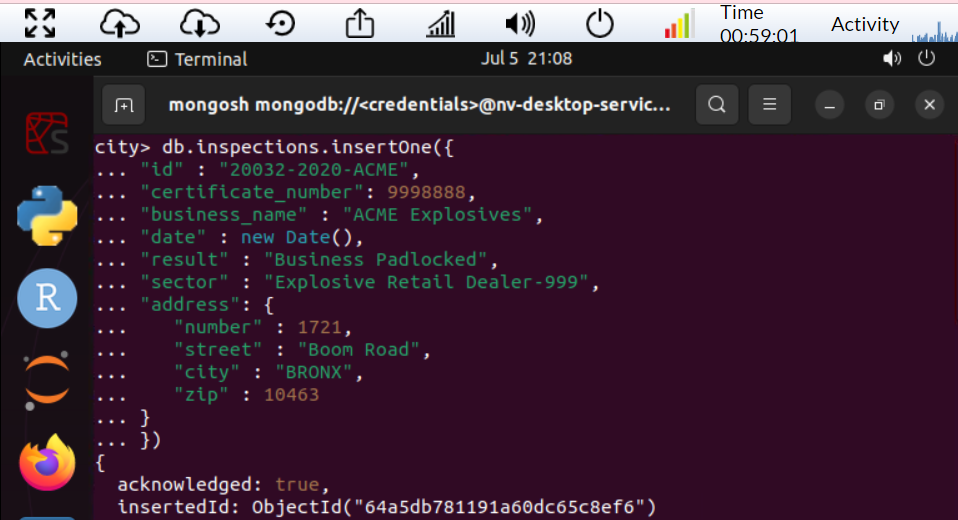 Time
00:59:01
Activity
Activities
Terminal
Jul 5 21:08
mongosh mongodb://<credentials>@nv-desktop-servic...
S
R
city> db.inspections.insertOne({
... "id" : "20032-2020-ACME",
... "certificate_number": 9998888,
... "business_name" : "ACME Explosives",
... "date" : new Date(),
... "result" : "Business Padlocked",
... "sector" : "Explosive Retail Dealer-999",
... "address": {
...    "number" : 1721,
...    "street" : "Boom Road",
...    "city" : "BRONX",
...    "zip" : 10463
... }
... })
{
  acknowledged: true,
  insertedId: ObjectId("64a5db781191a60dc65c8ef6")